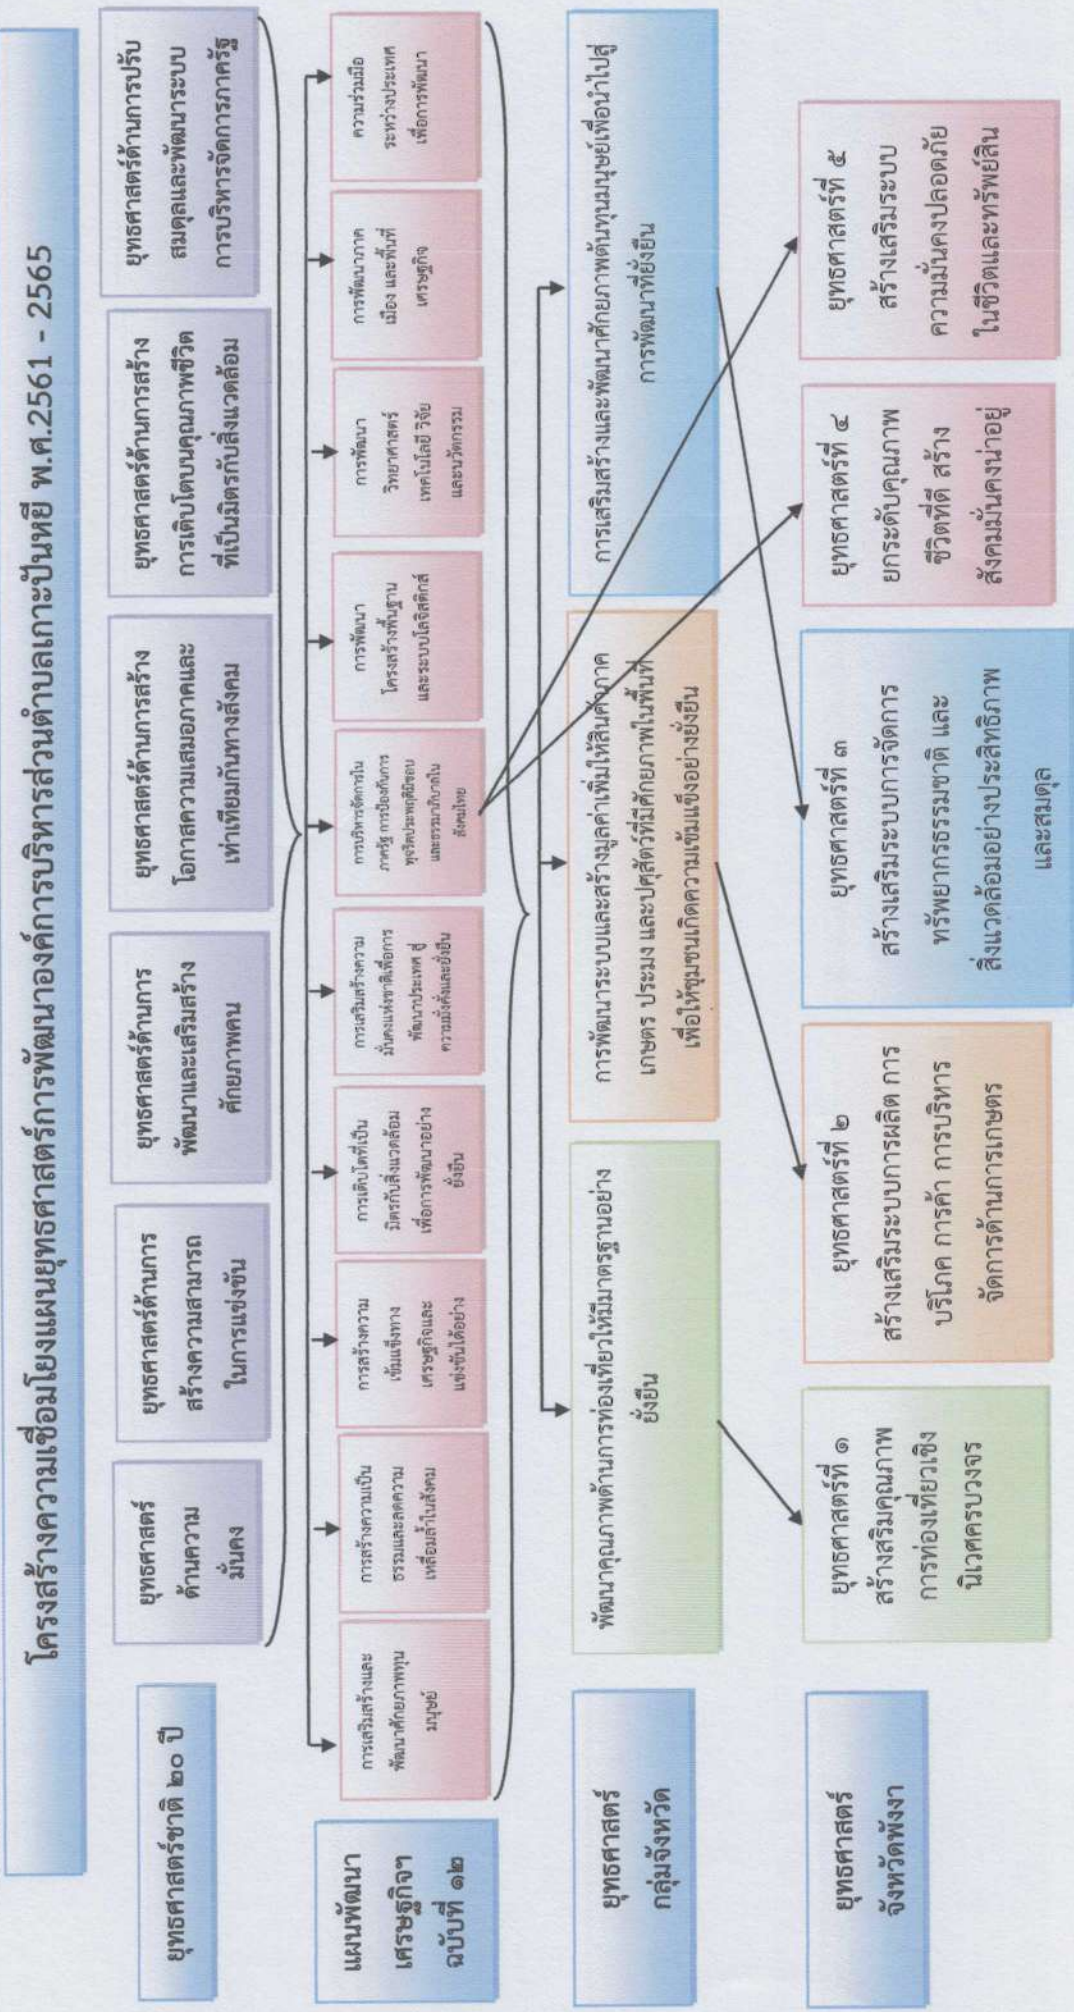 โครงสร้างความเชื่อมโยงแผนยุทธศาสตร์การพัฒนาองค์การบริหารส่วนตำบลเกาะปันหยี พ.ศ.2561 - 2565
ยุทธศาสตร์ชาติ ๒๐ ปี
ยุทธศาสตร์
ด้านความ
มั่นคง
ยุทธศาสตร์ด้านการ
สร้างความสามารถ
ในการแข่งขัน
ยุทธศาสตร์ด้านการ
พัฒนาและเสริมสร้าง
ศักยภาพคน
ยุทธศาสตร์ด้านการสร้าง
โอกาสความเสมอภาคและ
เท่าเทียมกันทางสังคม
ยุทธศาสตร์ด้านการสร้าง
การเติบโตบนคุณภาพชีวิต
ที่เป็นมิตรกับสิ่งแวดล้อม
ยุทธศาสตร์ด้านการปรับ
สมดุลและพัฒนาระบบ
การบริหารจัดการภาครัฐ
แผนพัฒนา
เศรษฐกิจฯ
ฉบับที่ ๑๒
การเสริมสร้างและ
พัฒนาศักยภาพทุน
มนุษย์
การสร้างความเป็น
ธรรมและลดความ
เหลื่อมล้ำในสังคม
การสร้างความ
เข้มแข็งทาง
เศรษฐกิจและ
แข่งขันได้อย่าง
การเติบโตที่เป็น
มิตรกับสิ่งแวดล้อม
เพื่อการพัฒนาอย่าง
ยั่งยืน
การเสริมสร้างความ
มั่นคงแห่งชาติเพื่อการ
พัฒนาประเทศ สู่
ความมั่งคั่งและยั่งยืน
การบริหารจัดการใน
ภาครัฐ การป้องกันการ
ทุจริตประพฤติมิชอบ
และธรรมาภิบาลใน
สังคมไทย
การพัฒนา
โครงสร้างพื้นฐาน
และระบบโลจิสติกส์
การพัฒนา
วิทยาศาสตร์
เทคโนโลยี วิจัย
และนวัตกรรม
การพัฒนาภาค
เมือง และพื้นที่
เศรษฐกิจ
ความร่วมมือ
ระหว่างประเทศ
เพื่อการพัฒนา
ยุทธศาสตร์
กลุ่มจังหวัด
พัฒนาคุณภาพด้านการท่องเที่ยวให้มีมาตรฐานอย่าง
ยั่งยืน
การพัฒนาระบบและสร้างมูลค่าเพิ่มให้สินค้าภาค
เกษตร ประมง และปศุสัตว์ที่มีศักยภาพในพื้นที่
เพื่อให้ชุมชนเกิดความเข้มแข็งอย่างยั่งยืน
การเสริมสร้างและพัฒนาศักยภาพต้นทุนมนุษย์เพื่อนำไปสู่
การพัฒนาที่ยั่งยืน
ยุทธศาสตร์
จังหวัดพังงา
ยุทธศาสตร์ที่ ๑
สร้างเสริมคุณภาพ
การท่องเที่ยวเชิง
นิเวศครบวงจร
ยุทธศาสตร์ที่ ๒
สร้างเสริมระบบการผลิต การ
บริโภค การค้า การบริหาร
จัดการด้านการเกษตร
ยุทธศาสตร์ที่ ๓
สร้างเสริมระบบการจัดการ
ทรัพยากรธรรมชาติ และ
สิ่งแวดล้อมอย่างประสิทธิภาพ
และสมดุล
ยุทธศาสตร์ที่ ๔
ยกระดับคุณภาพ
ชีวิตที่ดี สร้าง
สังคมมั่นคงน่าอยู่
ยุทธศาสตร์ที่ ๕
สร้างเสริมระบบ
ความมั่นคงปลอดภัย
ในชีวิตและทรัพย์สิน